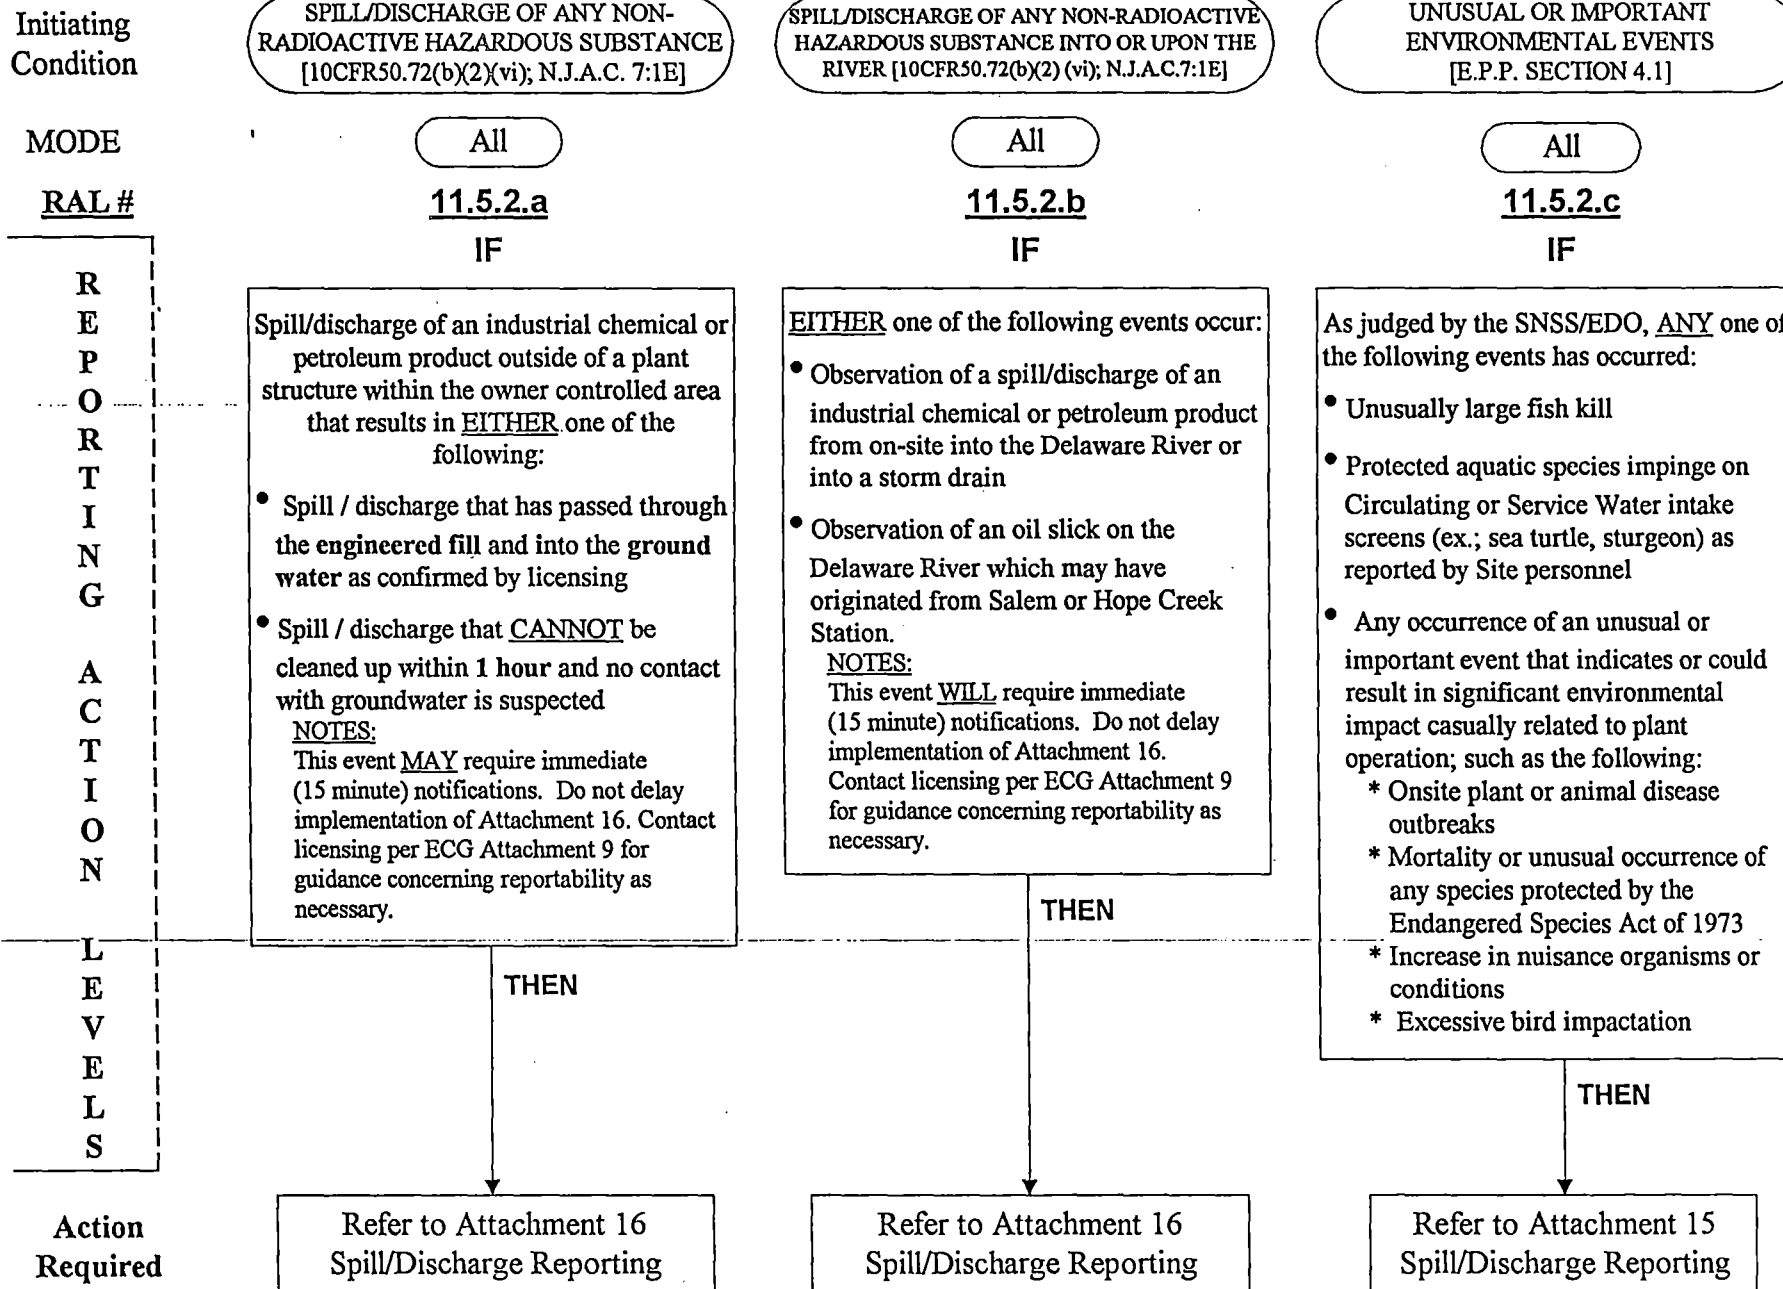 Initiating
Condition
SPILL/DISCHARGE OF ANY NON-
RADIOACTIVE HAZARDOUS SUBSTANCE
[10CFR50.72(b)(2)(vi); N.J.A.C. 7:1E]
SPILL/DISCHARGE OF ANY NON-RADIOACTIVE
HAZARDOUS SUBSTANCE INTO OR UPON THE
RIVER [10CFR50.72(b)(2) (vi); N.J.A.C.7:1E]
UNUSUAL OR IMPORTANT
ENVIRONMENTAL EVENTS
[E.P.P. SECTION 4.1]
MODE
All
All
All
RAL #
11.5.2.a
11.5.2.b
11.5.2.c
IF
IF
IF
REPORTING ACTION LEVELS
Spill/discharge of an industrial chemical or
petroleum product outside of a plant
structure within the owner controlled area
that results in EITHER one of the
following:
• Spill / discharge that has passed through
the engineered fill and into the ground
water as confirmed by licensing
• Spill / discharge that CANNOT be
cleaned up within 1 hour and no contact
with groundwater is suspected
NOTES:
This event MAY require immediate
(15 minute) notifications. Do not delay
implementation of Attachment 16. Contact
licensing per ECG Attachment 9 for
guidance concerning reportability as
necessary.
THEN
EITHER one of the following events occur:
• Observation of a spill/discharge of an
industrial chemical or petroleum product
from on-site into the Delaware River or
into a storm drain
• Observation of an oil slick on the
Delaware River which may have
originated from Salem or Hope Creek
Station.
NOTES:
This event WILL require immediate
(15 minute) notifications. Do not delay
implementation of Attachment 16.
Contact licensing per ECG Attachment 9
for guidance concerning reportability as
necessary.
THEN
As judged by the SNSS/EDO, ANY one of
the following events has occurred:
• Unusually large fish kill
• Protected aquatic species impinge on
Circulating or Service Water intake
screens (ex.; sea turtle, sturgeon) as
reported by Site personnel
• Any occurrence of an unusual or
important event that indicates or could
result in significant environmental
impact casually related to plant
operation; such as the following:
* Onsite plant or animal disease
outbreaks
* Mortality or unusual occurrence of
any species protected by the
Endangered Species Act of 1973
* Increase in nuisance organisms or
conditions
* Excessive bird impactation
THEN
Action
Required
Refer to Attachment 16
Spill/Discharge Reporting
Refer to Attachment 16
Spill/Discharge Reporting
Refer to Attachment 15
Spill/Discharge Reporting